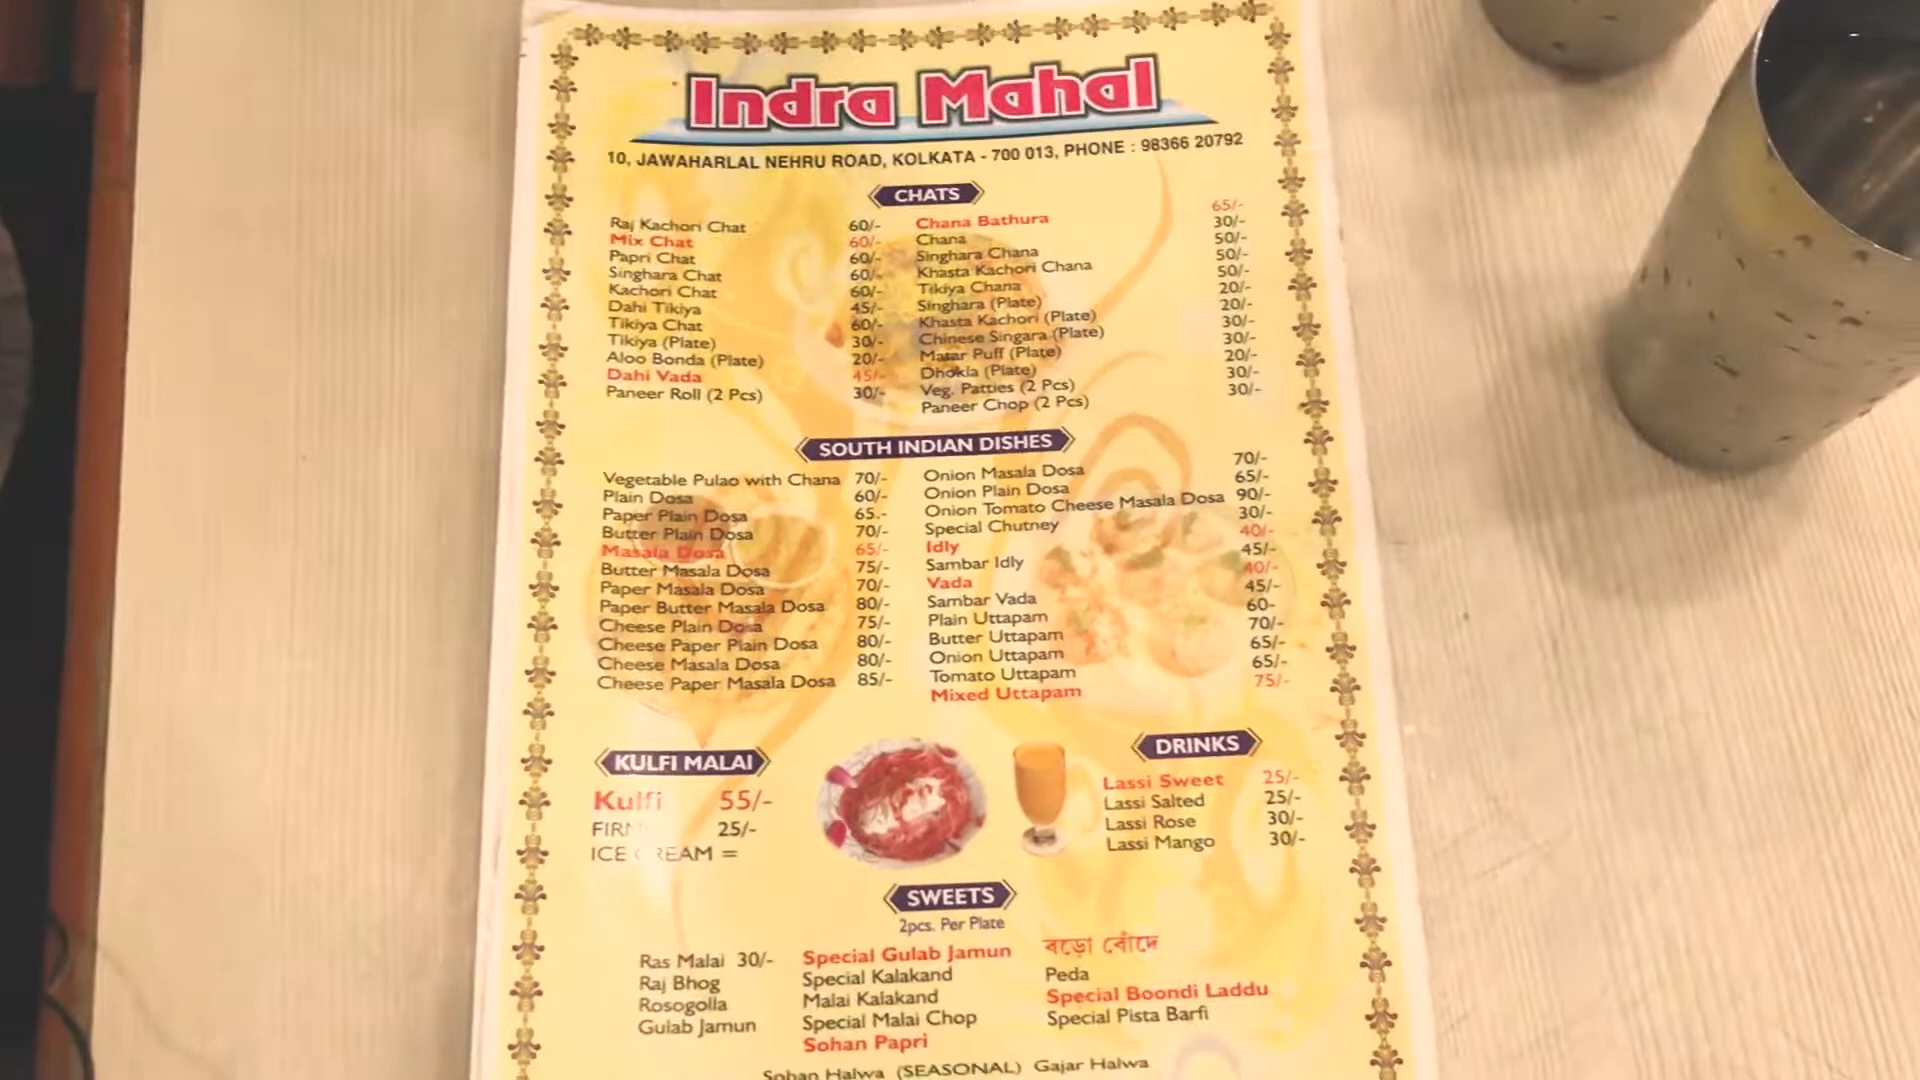 Indra Mahal
10, JAWAHARLAL NEHRU ROAD, KOLKATA - 700 013, PHONE : 98366 20792
CHATS
Raj Kachori Chat 60/-
Mix Chat 60/-
Papri Chat 60/-
Singhara Chat 60/-
Kachori Chat 60/-
Dahi Tikiya 45/-
Tikiya Chat 60/-
Tikiya (Plate) 30/-
Aloo Bonda (Plate) 20/-
Dahi Vada 45/-
Paneer Roll (2 Pcs) 30/-
Chana Bathura 65/-
Chana 30/-
Singhara Chana 50/-
Khasta Kachori Chana 50/-
Tikiya Chana 50/-
Singhara (Plate) 20/-
Khasta Kachori (Plate) 20/-
Chinese Singara (Plate) 30/-
Matar Puff (Plate) 30/-
Dhokla (Plate) 20/-
Veg. Patties (2 Pcs) 30/-
Paneer Chop (2 Pcs) 30/-
SOUTH INDIAN DISHES
Vegetable Pulao with Chana 70/-
Plain Dosa 60/-
Paper Plain Dosa 65.-
Butter Plain Dosa 70/-
Masala Dosa 65/-
Butter Masala Dosa 75/-
Paper Masala Dosa 70/-
Paper Butter Masala Dosa 80/-
Cheese Plain Dosa 75/-
Cheese Paper Plain Dosa 80/-
Cheese Masala Dosa 80/-
Cheese Paper Masala Dosa 85/-
Onion Masala Dosa 70/-
Onion Plain Dosa 65/-
Onion Tomato Cheese Masala Dosa 90/-
Special Chutney 30/-
Idly 40/-
Sambar Idly 45/-
Vada 40/-
Sambar Vada 45/-
Plain Uttapam 60-
Butter Uttapam 70/-
Onion Uttapam 65/-
Tomato Uttapam 65/-
Mixed Uttapam 75/-
KULFI MALAI
Kulfi 55/-
25/-
ICE CREAM =
DRINKS
Lassi Sweet 25/-
Lassi Salted 25/-
Lassi Rose 30/-
Lassi Mango 30/-
SWEETS
2pcs. Per Plate
Ras Malai 30/-
Raj Bhog
Rosogolla
Gulab Jamun
Special Gulab Jamun
Special Kalakand
Malai Kalakand
Special Malai Chop
Sohan Papri
বড়ো বোঁদে
Peda
Special Boondi Laddu
Special Pista Barfi
Sohan Halwa (SEASONAL) Gajar Halwa